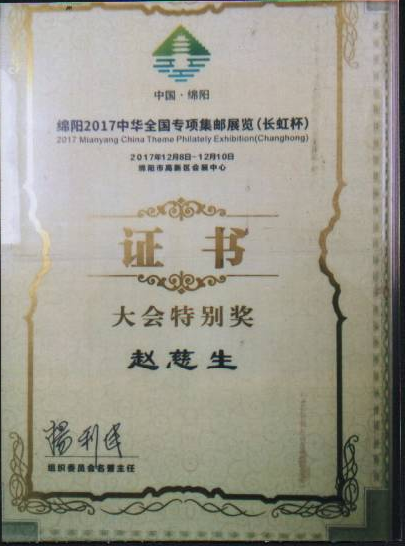 中国·绵阳
绵阳2017中华全国专项集邮展览(长虹杯)
2017 Mianyang China Theme Philately Exhibition(Changhong)
2017年12月8日-12月10日
绵阳市高新区会展中心
证书
大会特别奖
赵慈生
杨利民
组织委员会名誉主任